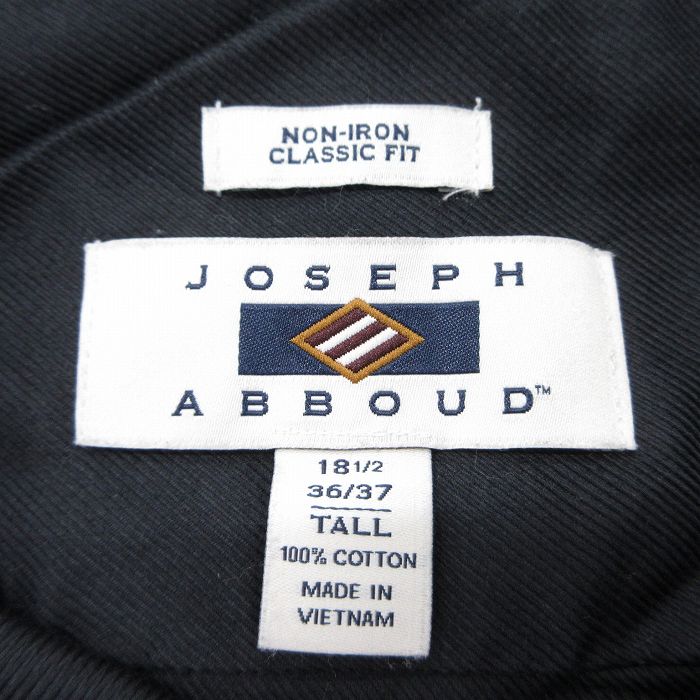 NON-IRON
CLASSIC FIT
JOSEPH
ABBOUD™
18 1/2
36/37
TALL
100% COTTON
MADE IN
VIETNAM